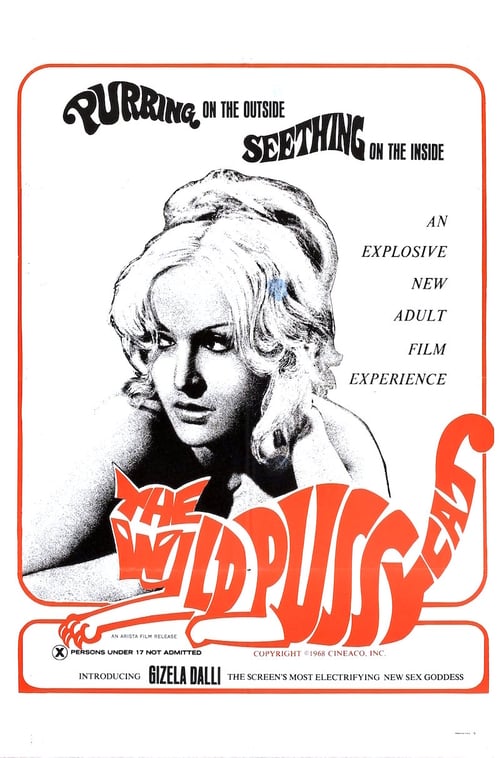 PURRING ON THE OUTSIDE
SEETHING ON THE INSIDE
AN
EXPLOSIVE
NEW
ADULT
FILM
EXPERIENCE
THE
WILD PUSSYCAT
AN ARISTA FILM RELEASE
X PERSONS UNDER 17 NOT ADMITTED
COPYRIGHT ©1968 CINEACO, INC.
INTRODUCING GIZELA DALLI THE SCREEN'S MOST ELECTRIFYING NEW SEX GODDESS